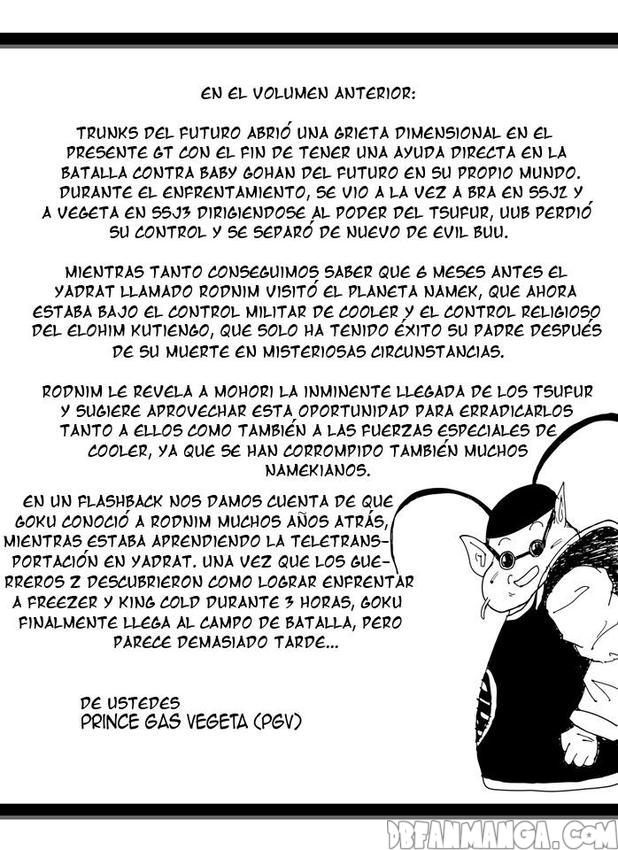 EN EL VOLUMEN ANTERIOR:
TRUNKS DEL FUTURO ABRIÓ UNA GRIETA DIMENSIONAL EN EL
PRESENTE GT CON EL FIN DE TENER UNA AYUDA DIRECTA EN LA
BATALLA CONTRA BABY GOHAN DEL FUTURO EN SU PROPIO MUNDO.
DURANTE EL ENFRENTAMIENTO, SE VIO A LA VEZ A BRA EN SSJ2 Y
A VEGETA EN SSJ3 DIRIGIENDOSE AL PODER DEL TSUFUR, UUB PERDIÓ
SU CONTROL Y SE SEPARÓ DE NUEVO DE EVIL BUU.
MIENTRAS TANTO CONSEGUIMOS SABER QUE 6 MESES ANTES EL
YADRAT LLAMADO RODNIM VISITÓ EL PLANETA NAMEK, QUE AHORA
ESTABA BAJO EL CONTROL MILITAR DE COOLER Y EL CONTROL RELIGIOSO
DEL ELOHIM KUTIENGO, QUE SOLO HA TENIDO ÉXITO SU PADRE DESPUÉS
DE SU MUERTE EN MISTERIOSAS CIRCUNSTANCIAS.
RODNIM LE REVELA A MOHORI LA INMINENTE LLEGADA DE LOS TSUFUR
Y SUGIERE APROVECHAR ESTA OPORTUNIDAD PARA ERRADICARLOS
TANTO A ELLOS COMO TAMBIÉN A LAS FUERZAS ESPECIALES DE
COOLER, YA QUE SE HAN CORROMPIDO TAMBIÉN MUCHOS
NAMEKIANOS.
EN UN FLASHBACK NOS DAMOS CUENTA DE QUE
GOKU CONOCIÓ A RODNIM MUCHOS AÑOS ATRÁS,
MIENTRAS ESTABA APRENDIENDO LA TELETRANS-
PORTACIÓN EN YADRAT. UNA VEZ QUE LOS GUE-
RREROS Z DESCUBRIERON COMO LOGRAR ENFRENTAR
A FREEZER Y KING COLD DURANTE 3 HORAS, GOKU
FINALMENTE LLEGA AL CAMPO DE BATALLA, PERO
PARECE DEMASIADO TARDE...
DE USTEDES
PRINCE GAS VEGETA (PGV)
DBFANMANGA.COM